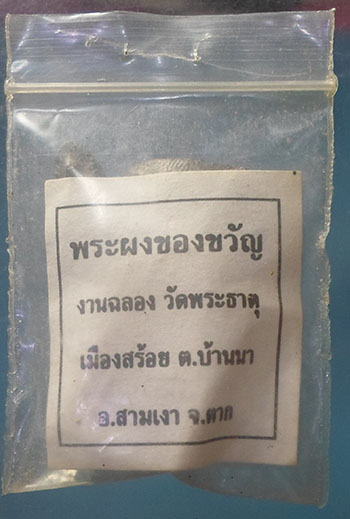 พระผงของขวัญ
งานฉลอง วัดพระธาตุ
เมืองสร้อย ต.บ้านนา
อ.สามเงา จ.ตาก